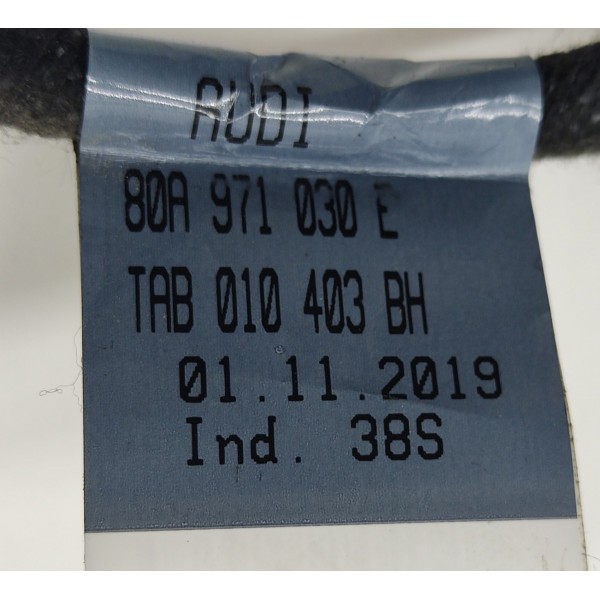 AUDI
80A 971 030 E
TAB 010 403 BH
01.11.2019
Ind. 38S